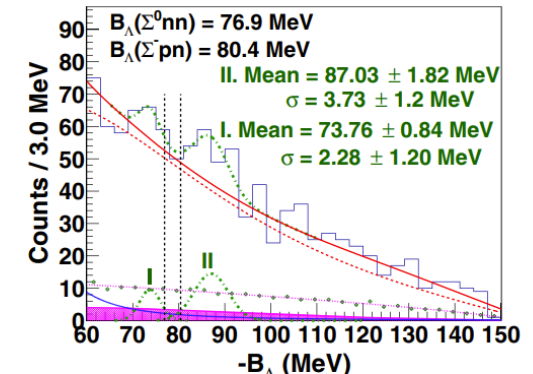 B_Λ(Σ⁰nn) = 76.9 MeV
B_Λ(Σ⁻pn) = 80.4 MeV
II. Mean = 87.03 ± 1.82 MeV
σ = 3.73 ± 1.2 MeV
I. Mean = 73.76 ± 0.84 MeV
σ = 2.28 ± 1.20 MeV
Counts / 3.0 MeV
90
80
70
60
50
40
30
20
10
0
I
II
60 70 80 90 100 110 120 130 140 150
-B_Λ (MeV)